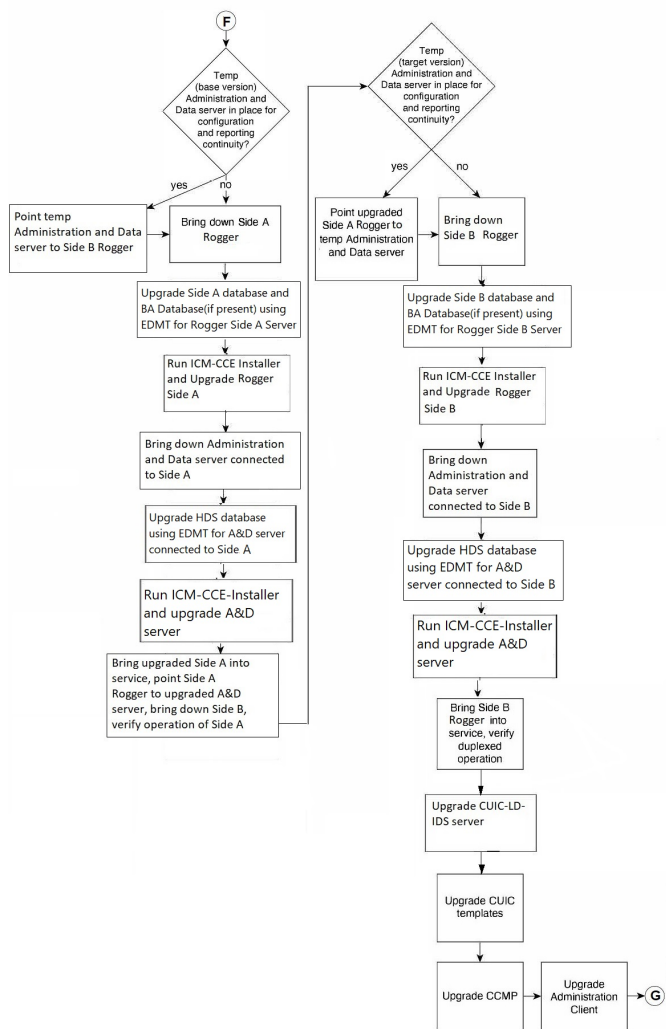 F
Temp
(base version)
Administration and
Data server in place for
configuration
and reporting
continuity?
yes
no
Point temp
Administration and Data
server to Side B Rogger
Bring down Side A
Rogger
Upgrade Side A database and
BA Database(if present) using
EDMT for Rogger Side A Server
Run ICM-CCE Installer
and Upgrade Rogger
Side A
Bring down Administration
and Data server connected
to Side A
Upgrade HDS database
using EDMT for A&D server
connected to Side A
Run ICM-CCE-Installer
and upgrade A&D
server
Bring upgraded Side A into
service, point Side A
Rogger to upgraded A&D
server, bring down Side B,
verify operation of Side A
Temp
(target version)
Administration and
Data server in place for
configuration
and reporting
continuity?
yes
no
Point upgraded
Side A Rogger to
temp Administration
and Data server
Bring down
Side B Rogger
Upgrade Side B database and
BA Database(if present) using
EDMT for Rogger Side B Server
Run ICM-CCE Installer
and Upgrade Rogger
Side B
Bring down
Administration and
Data server
connected to Side B
Upgrade HDS database
using EDMT for A&D
server connected to Side B
Run ICM-CCE-Installer
and upgrade A&D
server
Bring Side B
Rogger into
service, verify
duplexed
operation
Upgrade CUIC-LD-
IDS server
Upgrade CUIC
templates
Upgrade CCMP
Upgrade
Administration
Client
G